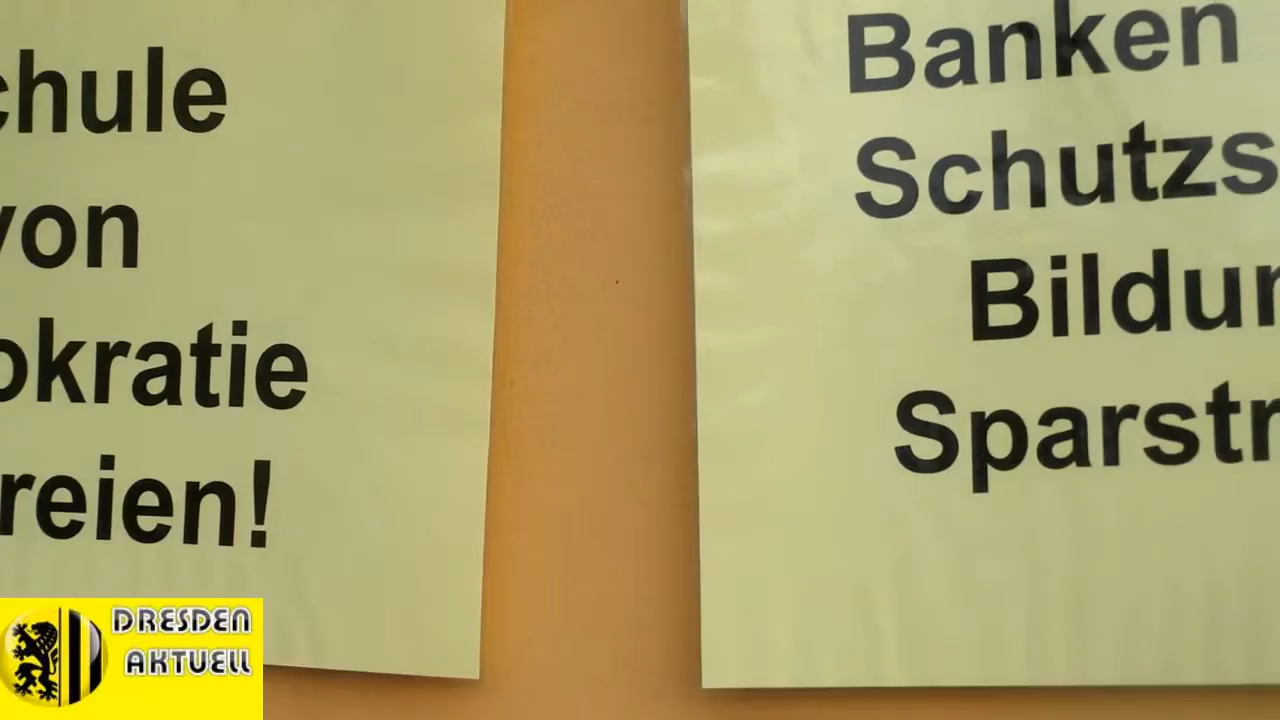 chule
von
okratie
reien!
Banken
Schutzs
Bildun
Sparstr
DRESDEN
AKTUELL